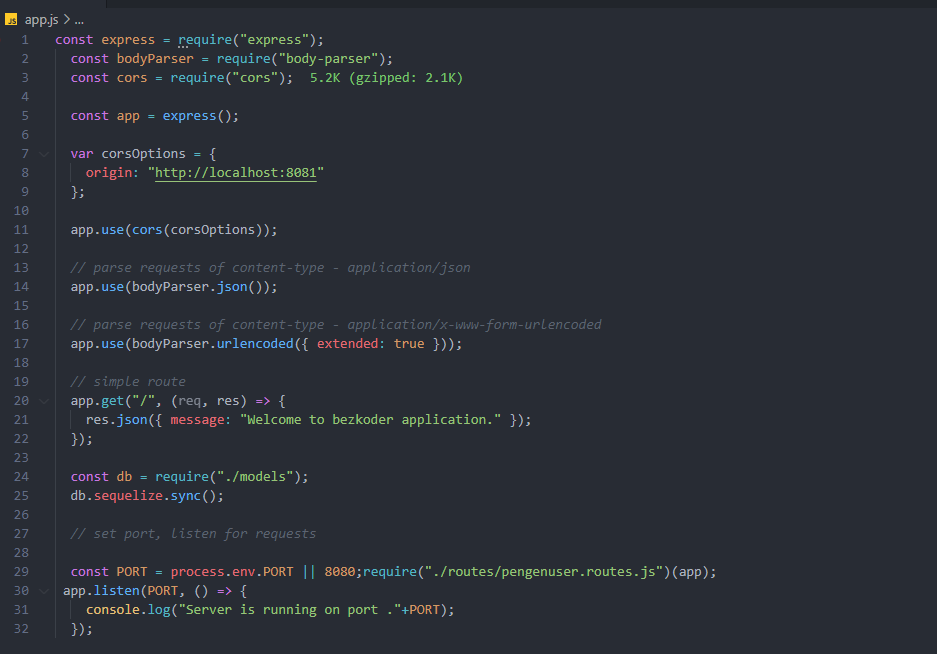 JS app.js > ...
1 const express = require("express");
2 const bodyParser = require("body-parser");
3 const cors = require("cors"); 5.2K (gzipped: 2.1K)
4
5 const app = express();
6
7 var corsOptions = {
8 origin: "http://localhost:8081"
9 };
10
11 app.use(cors(corsOptions));
12
13 // parse requests of content-type - application/json
14 app.use(bodyParser.json());
15
16 // parse requests of content-type - application/x-www-form-urlencoded
17 app.use(bodyParser.urlencoded({ extended: true }));
18
19 // simple route
20 app.get("/", (req, res) => {
21 res.json({ message: "Welcome to bezkoder application." });
22 });
23
24 const db = require("./models");
25 db.sequelize.sync();
26
27 // set port, listen for requests
28
29 const PORT = process.env.PORT || 8080;require("./routes/pengenuser.routes.js")(app);
30 app.listen(PORT, () => {
31 console.log("Server is running on port ."+PORT);
32 });